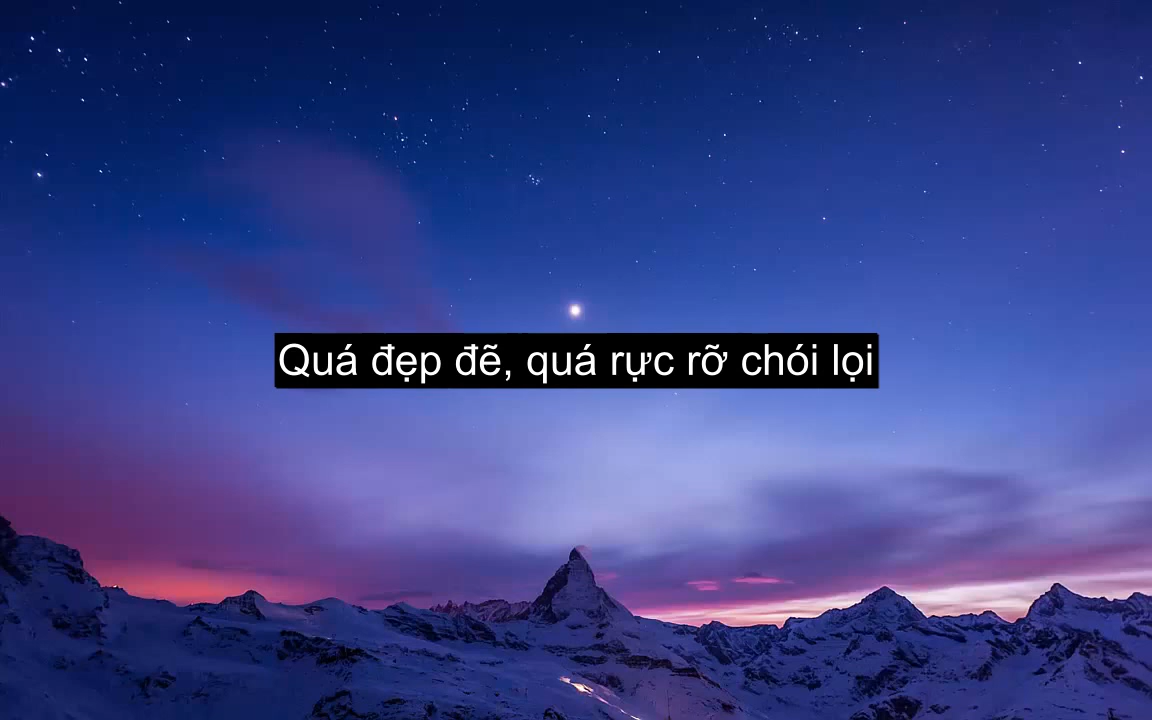 Quá đẹp đẽ, quá rực rỡ chói lọi